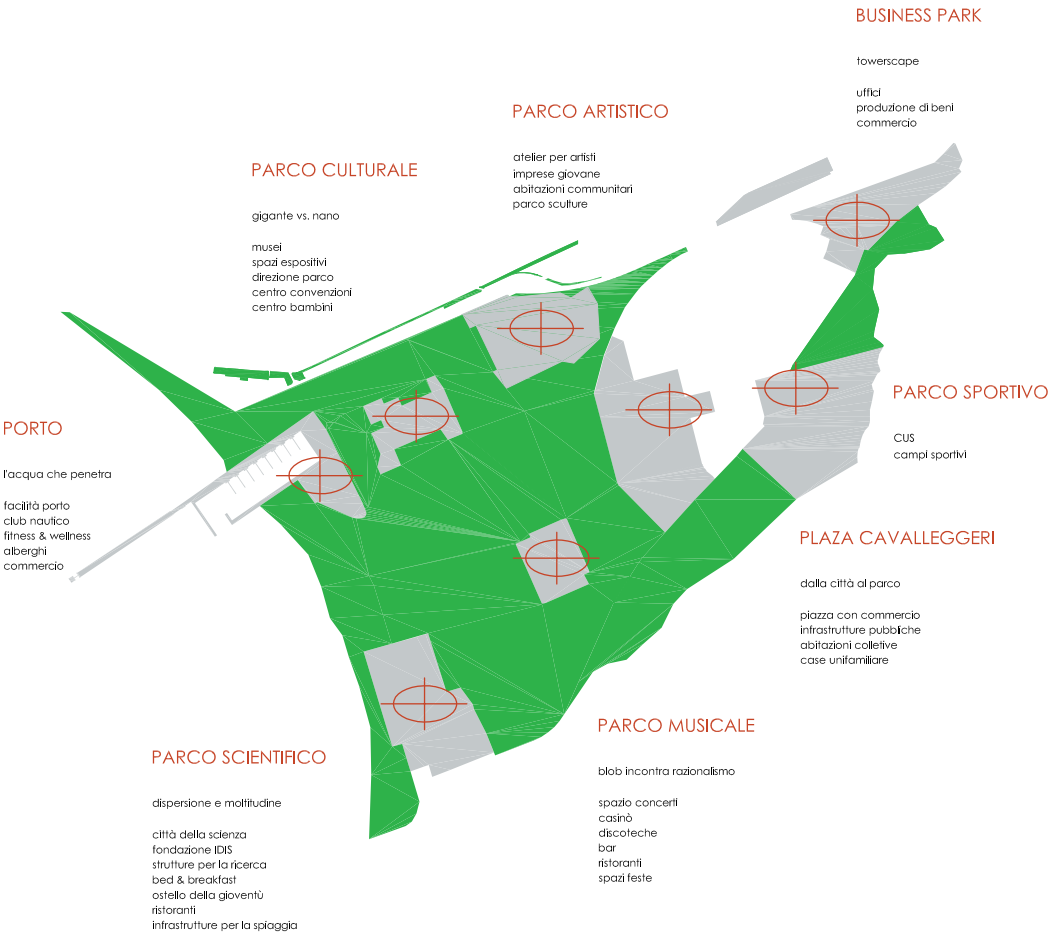 BUSINESS PARK
towerscape
uffici
produzione di beni
commercio
PARCO ARTISTICO
atelier per artisti
imprese giovane
abitazioni communitari
parco sculture
PARCO CULTURALE
gigante vs. nano
musei
spazi espositivi
direzione parco
centro convenzioni
centro bambini
PARCO SPORTIVO
CUS
campi sportivi
PORTO
l'acqua che penetra
facilità porto
club nautico
fitness & wellness
alberghi
commercio
PLAZA CAVALLEGGERI
dalla città al parco
piazza con commercio
infrastrutture pubbliche
abitazioni colletive
case unifamiliare
PARCO MUSICALE
blob incontra razionalismo
spazio concerti
casinò
discoteche
bar
ristoranti
spazi feste
PARCO SCIENTIFICO
dispersione e moltitudine
città della scienza
fondazione IDIS
strutture per la ricerca
bed & breakfast
ostello della gioventù
ristoranti
infrastrutture per la spiaggia